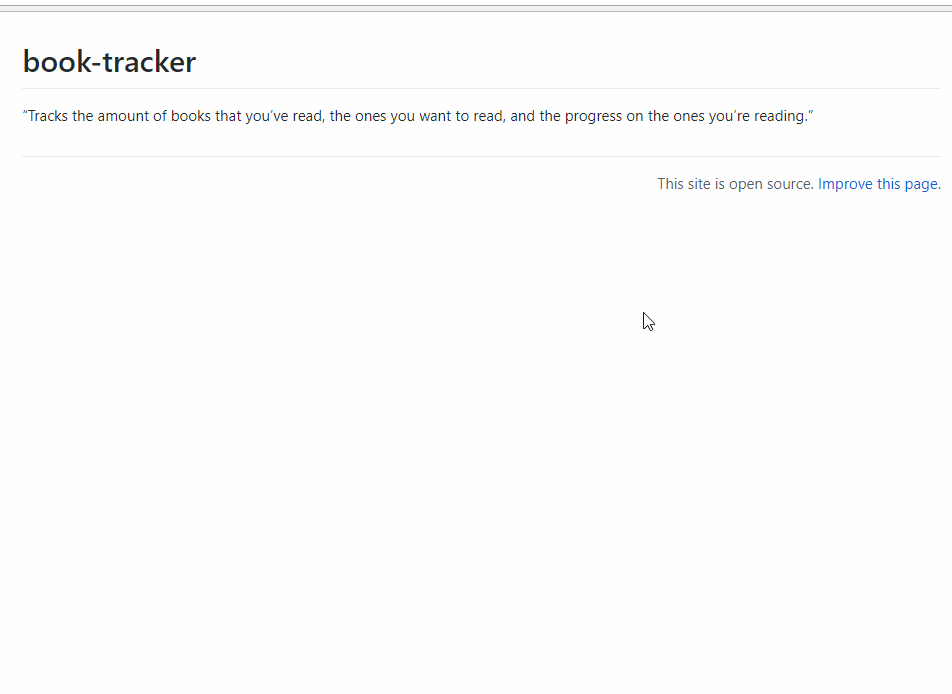 book-tracker
“Tracks the amount of books that you’ve read, the ones you want to read, and the progress on the ones you’re reading.”
This site is open source. Improve this page.